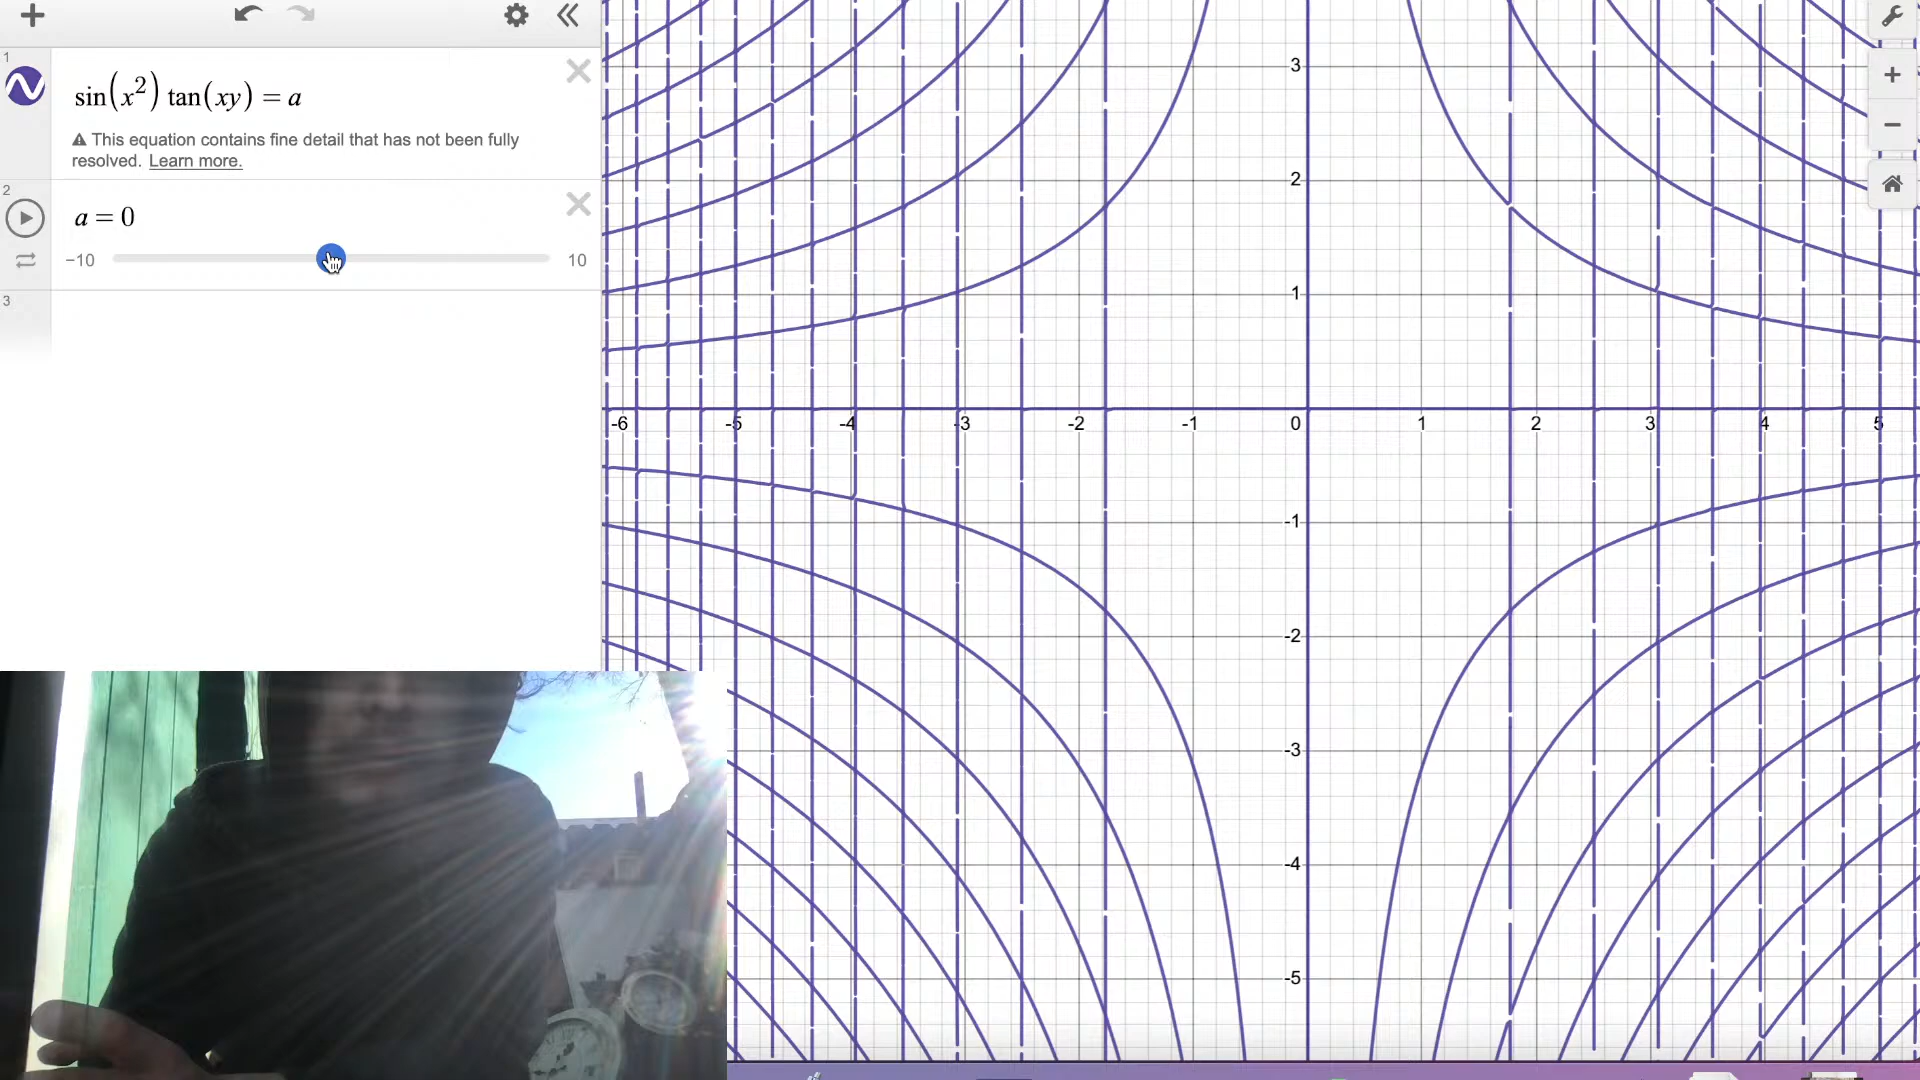 1
sin(x²) tan(xy) = a
⚠ This equation contains fine detail that has not been fully
resolved. Learn more.
2
a = 0
−10 10
3
3
2
1
-6 -5 -4 -3 -2 -1 0 1 2 3 4 5
-1
-2
-3
-4
-5